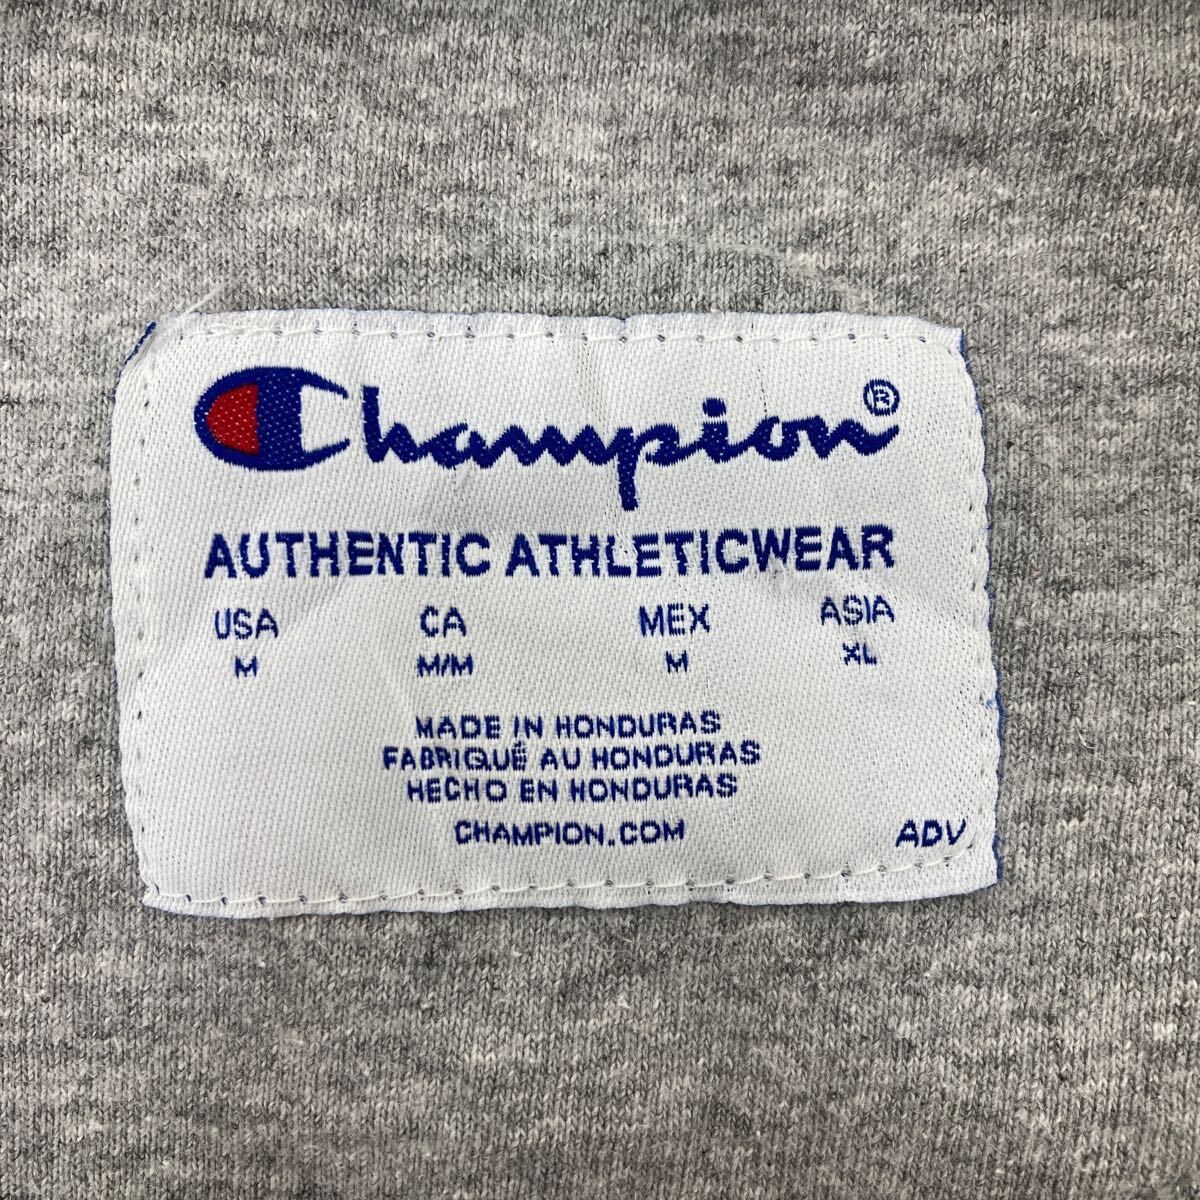 Champion®
AUTHENTIC ATHLETICWEAR
USA CA MEX ASIA
M M/M M XL
MADE IN HONDURAS
FABRIQUÉ AU HONDURAS
HECHO EN HONDURAS
CHAMPION.COM ADV